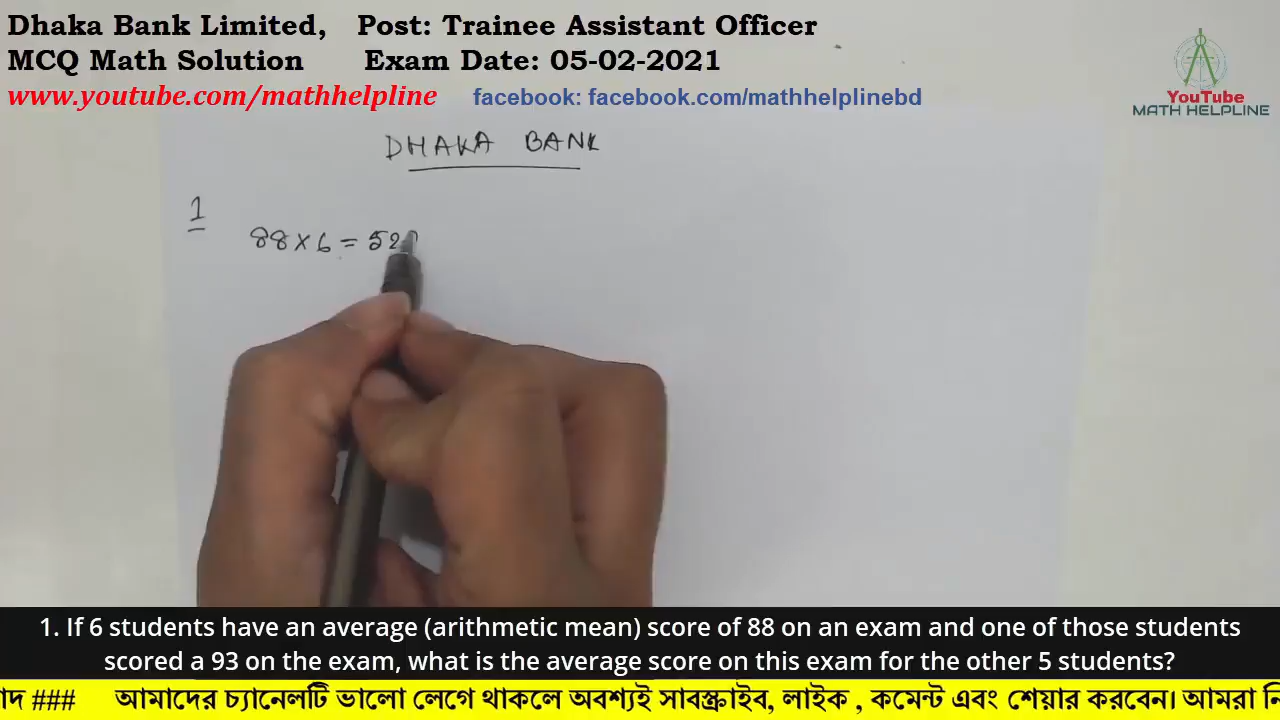 Dhaka Bank Limited, Post: Trainee Assistant Officer
MCQ Math Solution Exam Date: 05-02-2021
www.youtube.com/mathhelpline facebook: facebook.com/mathhelplinebd
YouTube
MATH HELPLINE
DHAKA BANK
1
88×6=52
1. If 6 students have an average (arithmetic mean) score of 88 on an exam and one of those students
scored a 93 on the exam, what is the average score on this exam for the other 5 students?
### আমাদের চ্যানেলটি ভালো লেগে থাকলে অবশ্যই সাবস্ক্রাইব, লাইক , কমেন্ট এবং শেয়ার করবেন। আমরা